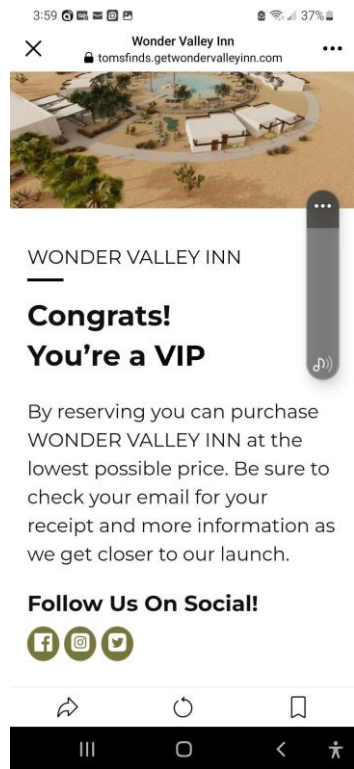 3:59
37%
Wonder Valley Inn
tomsfinds.getwondervalleyinn.com
WONDER VALLEY INN
Congrats!
You're a VIP
By reserving you can purchase
WONDER VALLEY INN at the
lowest possible price. Be sure to
check your email for your
receipt and more information as
we get closer to our launch.
Follow Us On Social!